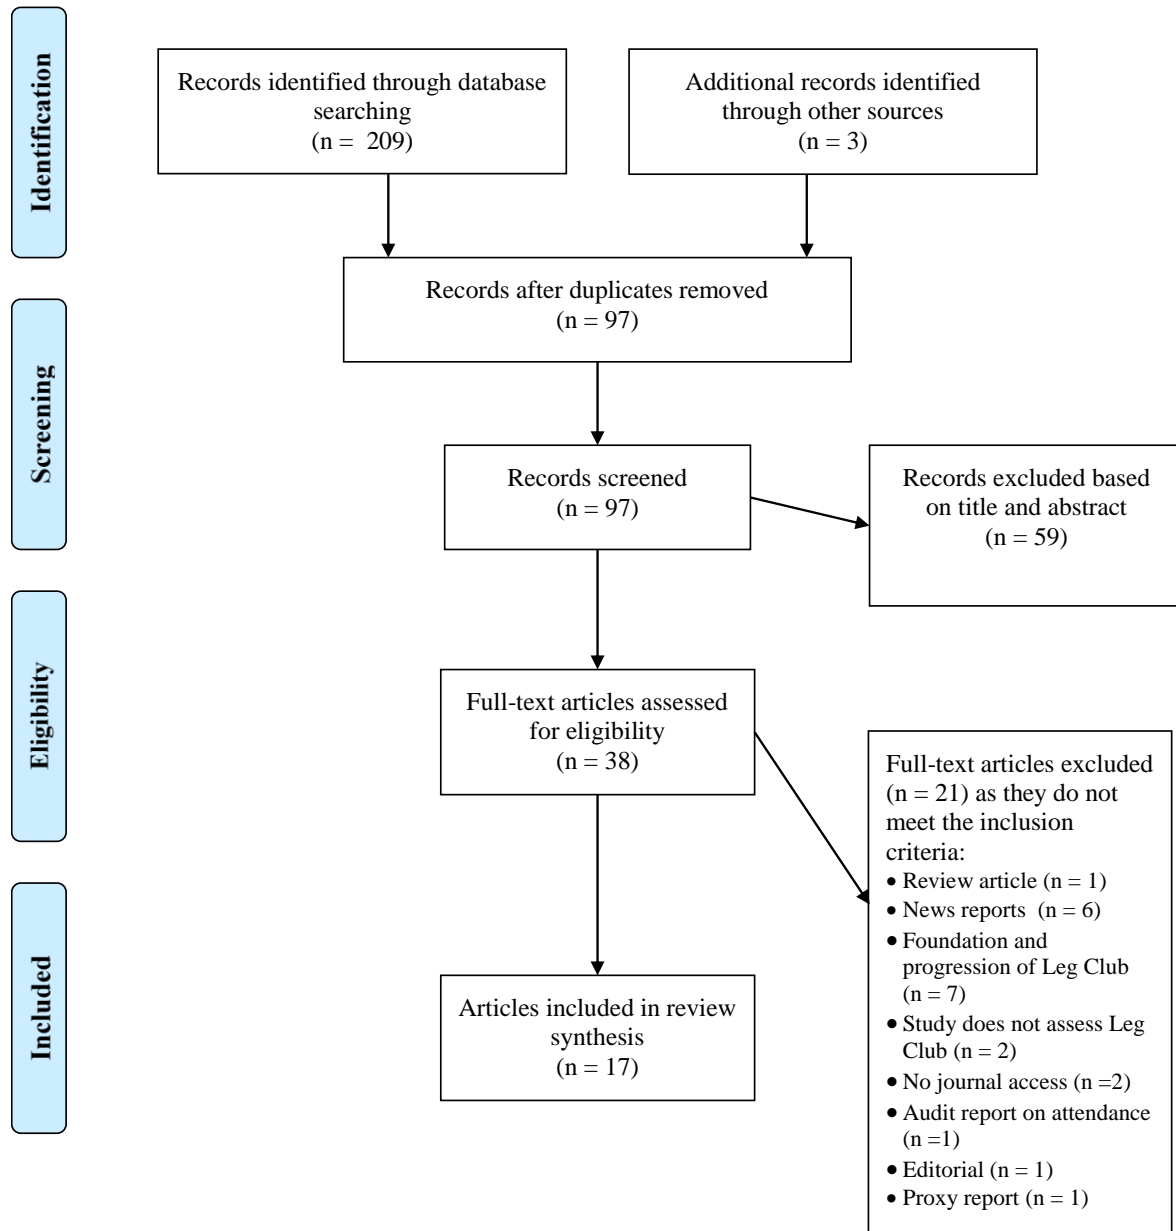 Identification
Records identified through database
searching
(n =  209)
Additional records identified
through other sources
(n = 3)
Records after duplicates removed
(n = 97)
Screening
Records screened
(n = 97)
Records excluded based
on title and abstract
(n = 59)
Eligibility
Full-text articles assessed
for eligibility
(n = 38)
Full-text articles excluded
(n = 21) as they do not
meet the inclusion
criteria:
• Review article (n = 1)
• News reports  (n = 6)
• Foundation and
progression of Leg Club
(n = 7)
• Study does not assess Leg
Club (n = 2)
• No journal access (n =2)
• Audit report on attendance
(n =1)
• Editorial (n = 1)
• Proxy report (n = 1)
Included
Articles included in review
synthesis
(n = 17)